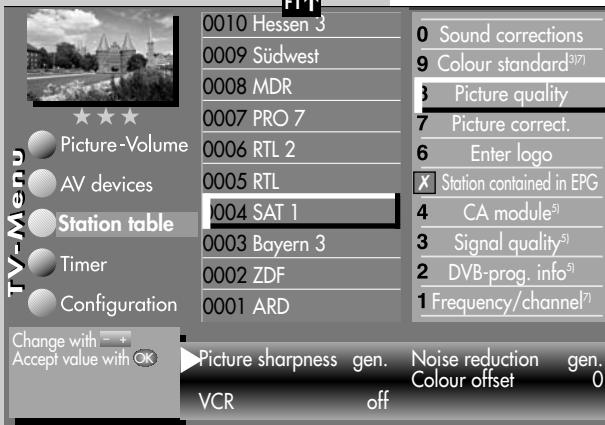 0010 Hessen 3
0009 Südwest
0008 MDR
0007 PRO 7
0006 RTL 2
0005 RTL
0004 SAT 1
0003 Bayern 3
0002 ZDF
0001 ARD
0 Sound corrections
9 Colour standard3)7)
8 Picture quality
7 Picture correct.
6 Enter logo
X Station contained in EPG
4 CA module5)
3 Signal quality5)
2 DVB-prog. info5)
1 Frequency/channel7)
TV-Menu
Picture-Volume
AV devices
Station table
Timer
Configuration
Change with - +
Accept value with OK
Picture sharpness gen.
VCR off
Noise reduction gen.
Colour offset 0